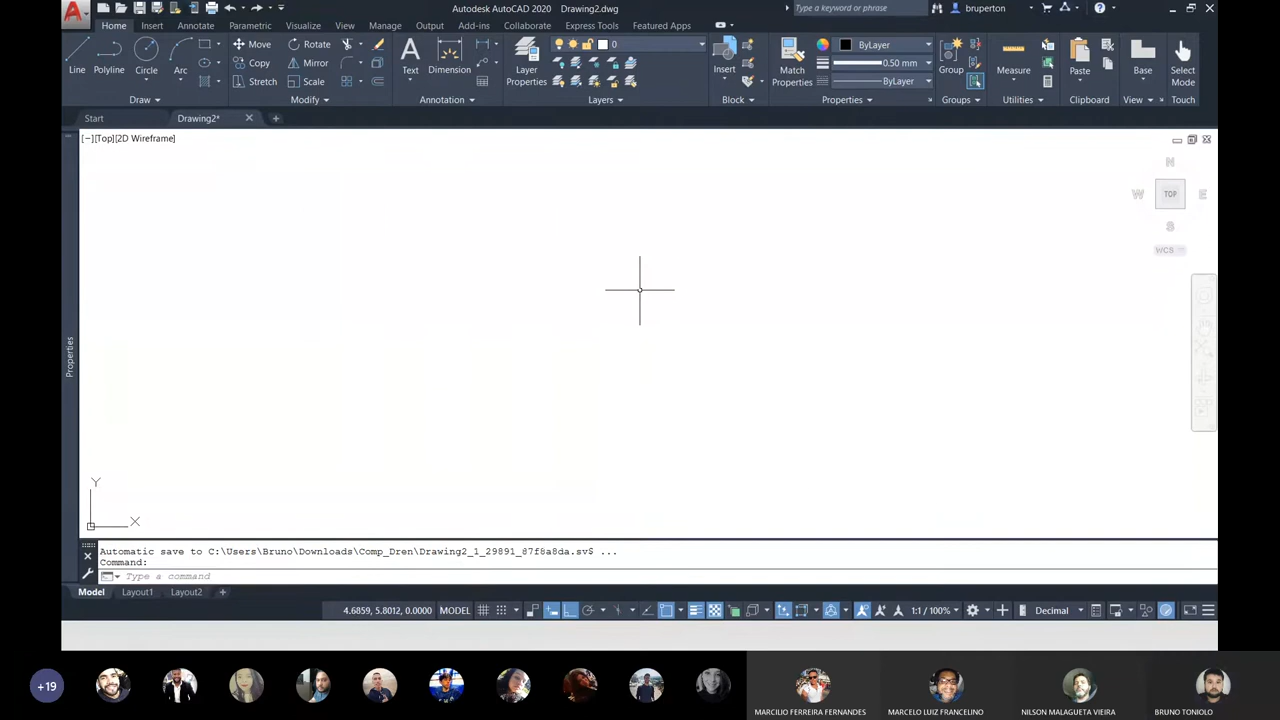 Autodesk AutoCAD 2020 Drawing2.dwg
Type a keyword or phrase
bruperton
Home Insert Annotate Parametric Visualize View Manage Output Add-ins Collaborate Express Tools Featured Apps
Line Polyline Circle Arc
Move Rotate
Copy Mirror
Stretch Scale
Text Dimension
Layer Properties
0
Insert
Match Properties
ByLayer
0.50 mm
ByLayer
Group
Measure
Paste
Base
Select Mode
Draw Modify Annotation Layers Block Properties Groups Utilities Clipboard View Touch
Start Drawing2*
[−][Top][2D Wireframe]
N
W TOP E
S
WCS
Properties
Y
X
Automatic save to C:\Users\Bruno\Downloads\Comp_Dren\Drawing2_1_29891_87f8a8da.sv$ ...
Command:
Type a command
Model Layout1 Layout2
4.6859, 5.8012, 0.0000 MODEL 1:1 / 100% Decimal
+19
MARCILIO FERREIRA FERNANDES MARCELO LUIZ FRANCELINO NILSON MALAGUETA VIEIRA BRUNO TONIOLO